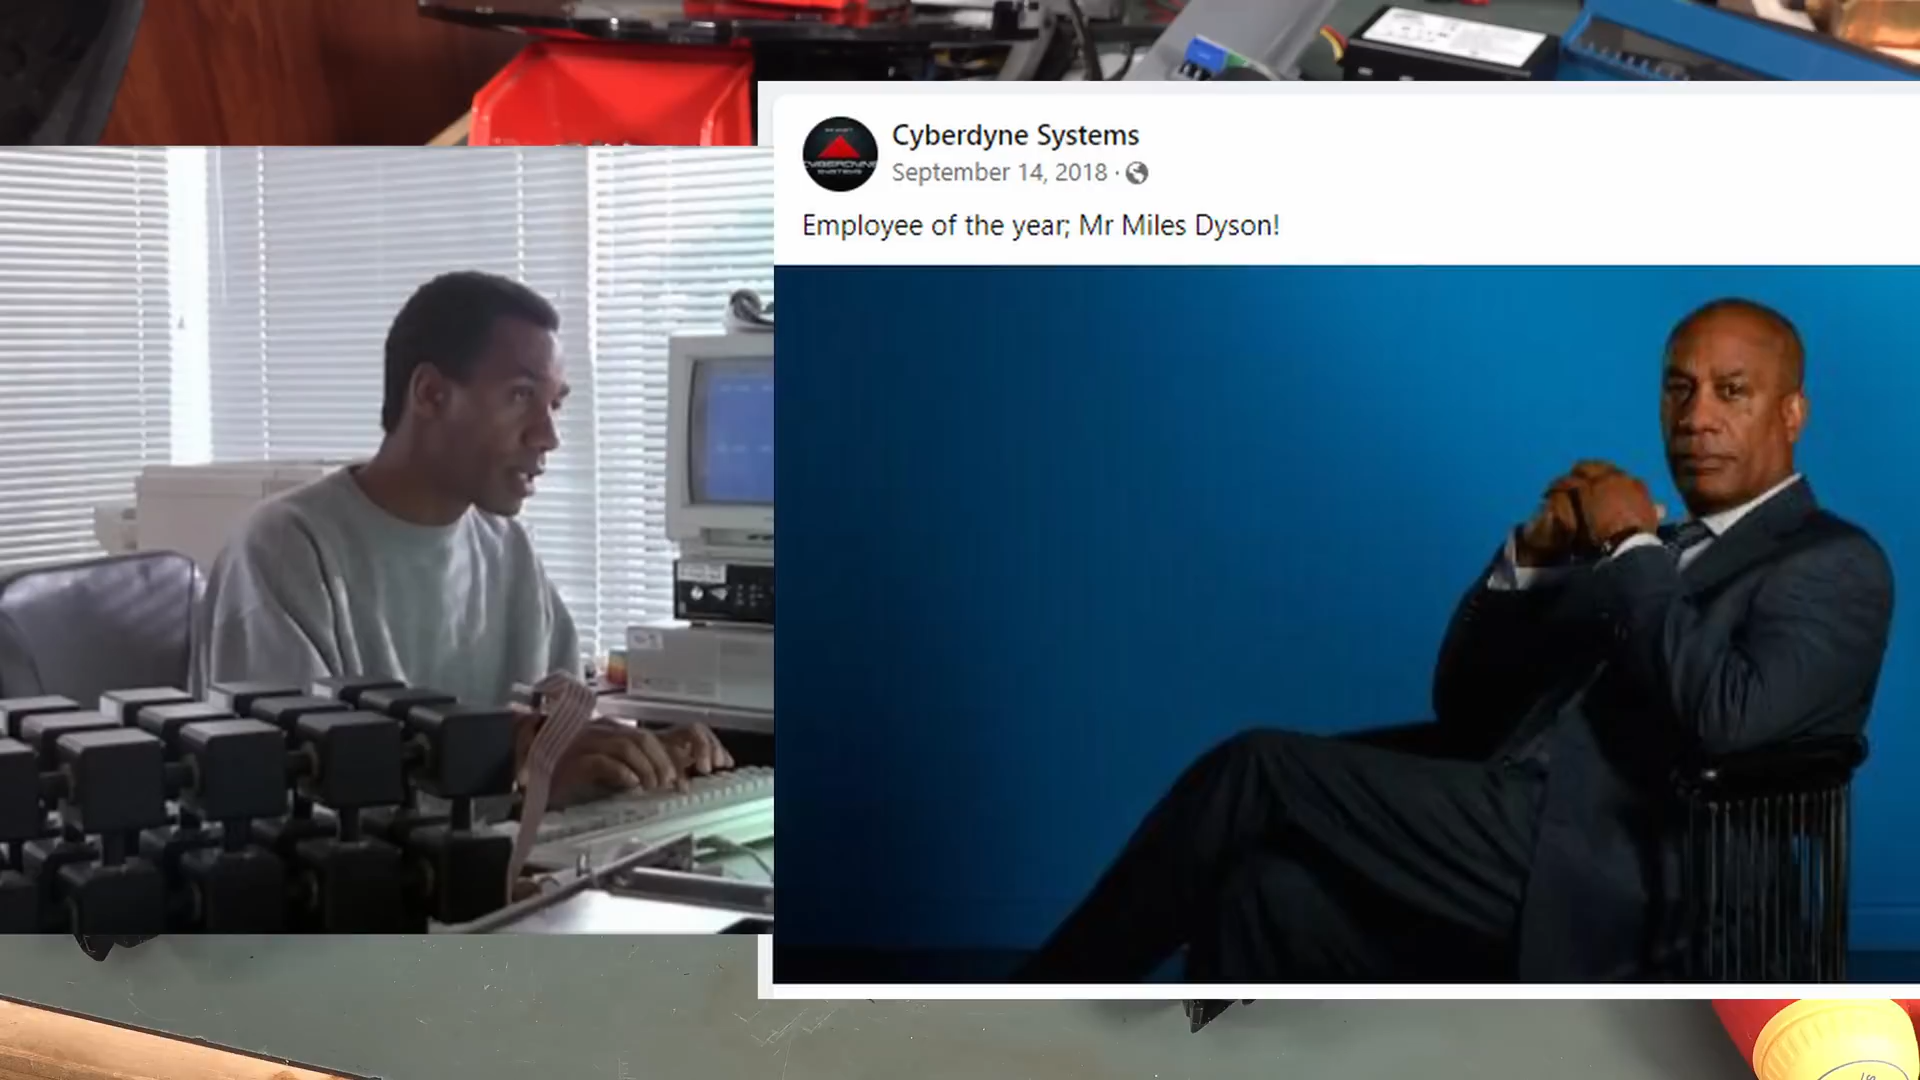 Cyberdyne Systems
September 14, 2018 ·
Employee of the year; Mr Miles Dyson!